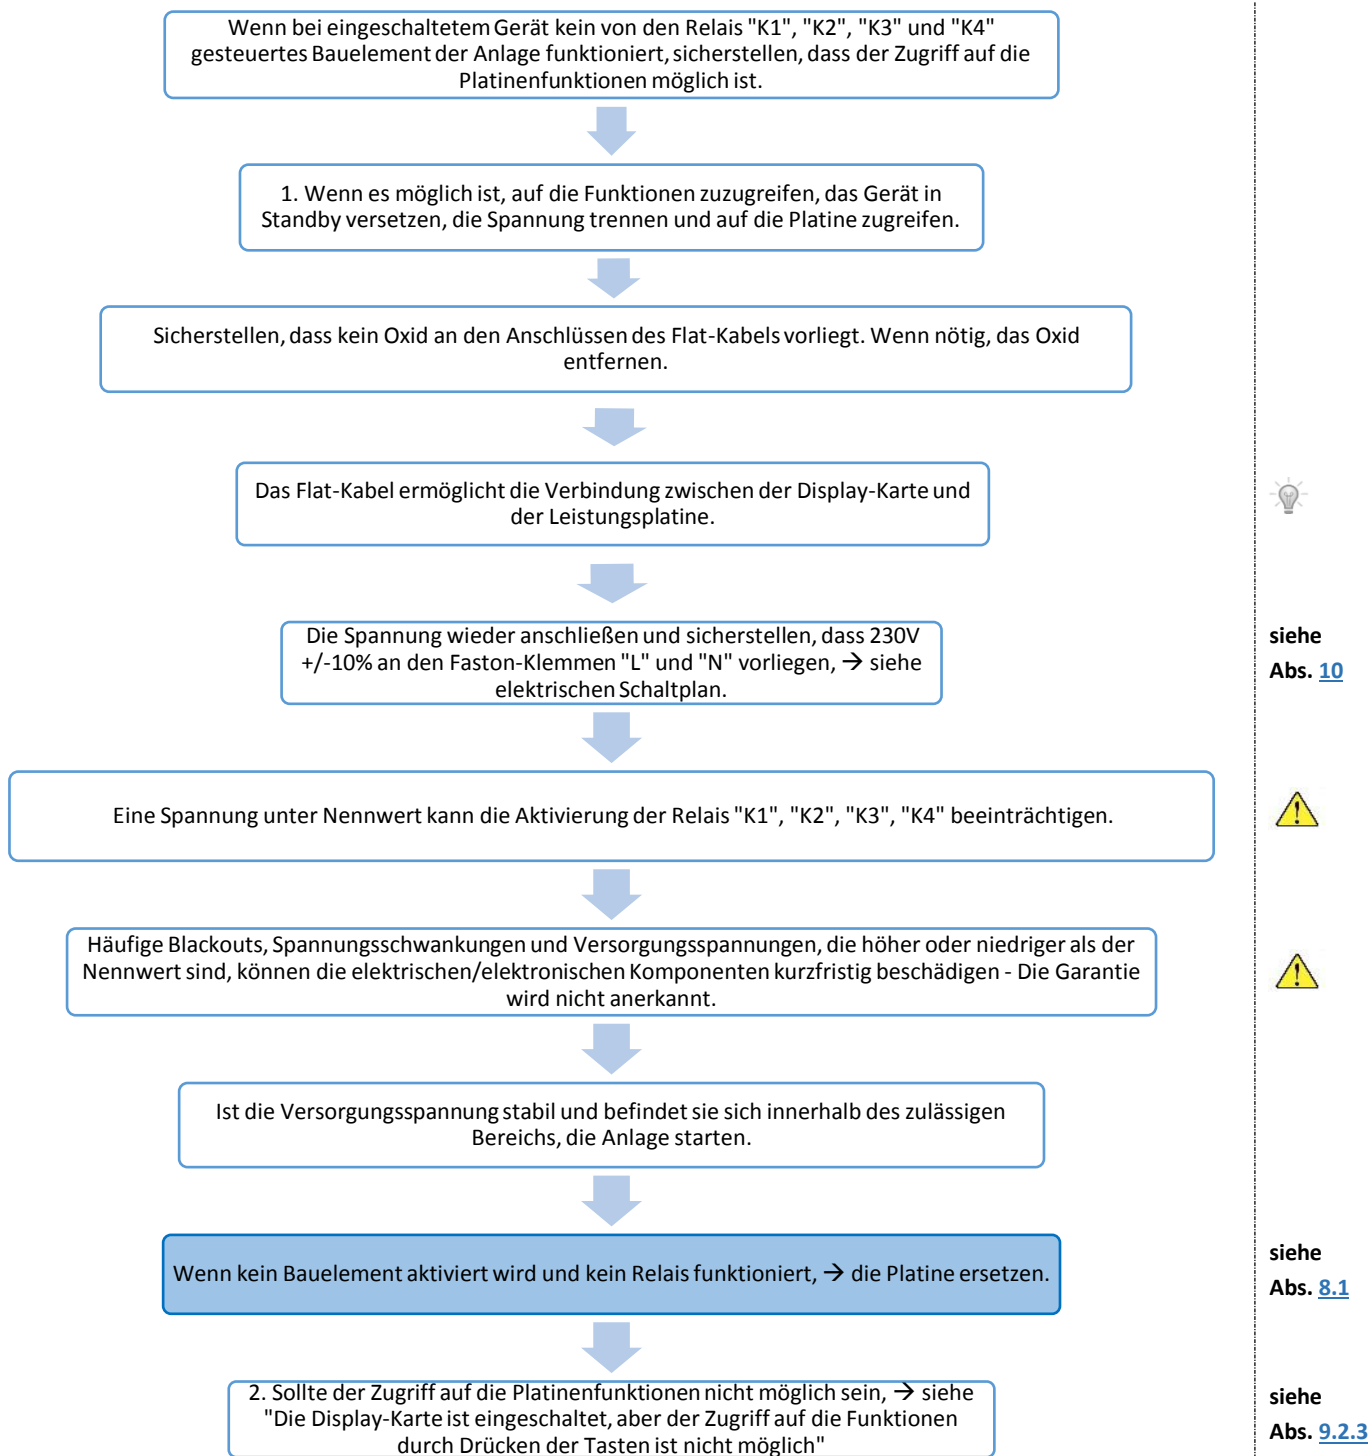 Wenn bei eingeschaltetem Gerät kein von den Relais "K1", "K2", "K3" und "K4"
gesteuertes Bauelement der Anlage funktioniert, sicherstellen, dass der Zugriff auf die
Platinenfunktionen möglich ist.
1. Wenn es möglich ist, auf die Funktionen zuzugreifen, das Gerät in
Standby versetzen, die Spannung trennen und auf die Platine zugreifen.
Sicherstellen, dass kein Oxid an den Anschlüssen des Flat-Kabels vorliegt. Wenn nötig, das Oxid
entfernen.
Das Flat-Kabel ermöglicht die Verbindung zwischen der Display-Karte und
der Leistungsplatine.
Die Spannung wieder anschließen und sicherstellen, dass 230V
+/-10% an den Faston-Klemmen "L" und "N" vorliegen, → siehe
elektrischen Schaltplan.
siehe
Abs. 10
Eine Spannung unter Nennwert kann die Aktivierung der Relais "K1", "K2", "K3", "K4" beeinträchtigen.
Häufige Blackouts, Spannungsschwankungen und Versorgungsspannungen, die höher oder niedriger als der
Nennwert sind, können die elektrischen/elektronischen Komponenten kurzfristig beschädigen - Die Garantie
wird nicht anerkannt.
Ist die Versorgungsspannung stabil und befindet sie sich innerhalb des zulässigen
Bereichs, die Anlage starten.
Wenn kein Bauelement aktiviert wird und kein Relais funktioniert, → die Platine ersetzen.
siehe
Abs. 8.1
2. Sollte der Zugriff auf die Platinenfunktionen nicht möglich sein, → siehe
"Die Display-Karte ist eingeschaltet, aber der Zugriff auf die Funktionen
durch Drücken der Tasten ist nicht möglich"
siehe
Abs. 9.2.3